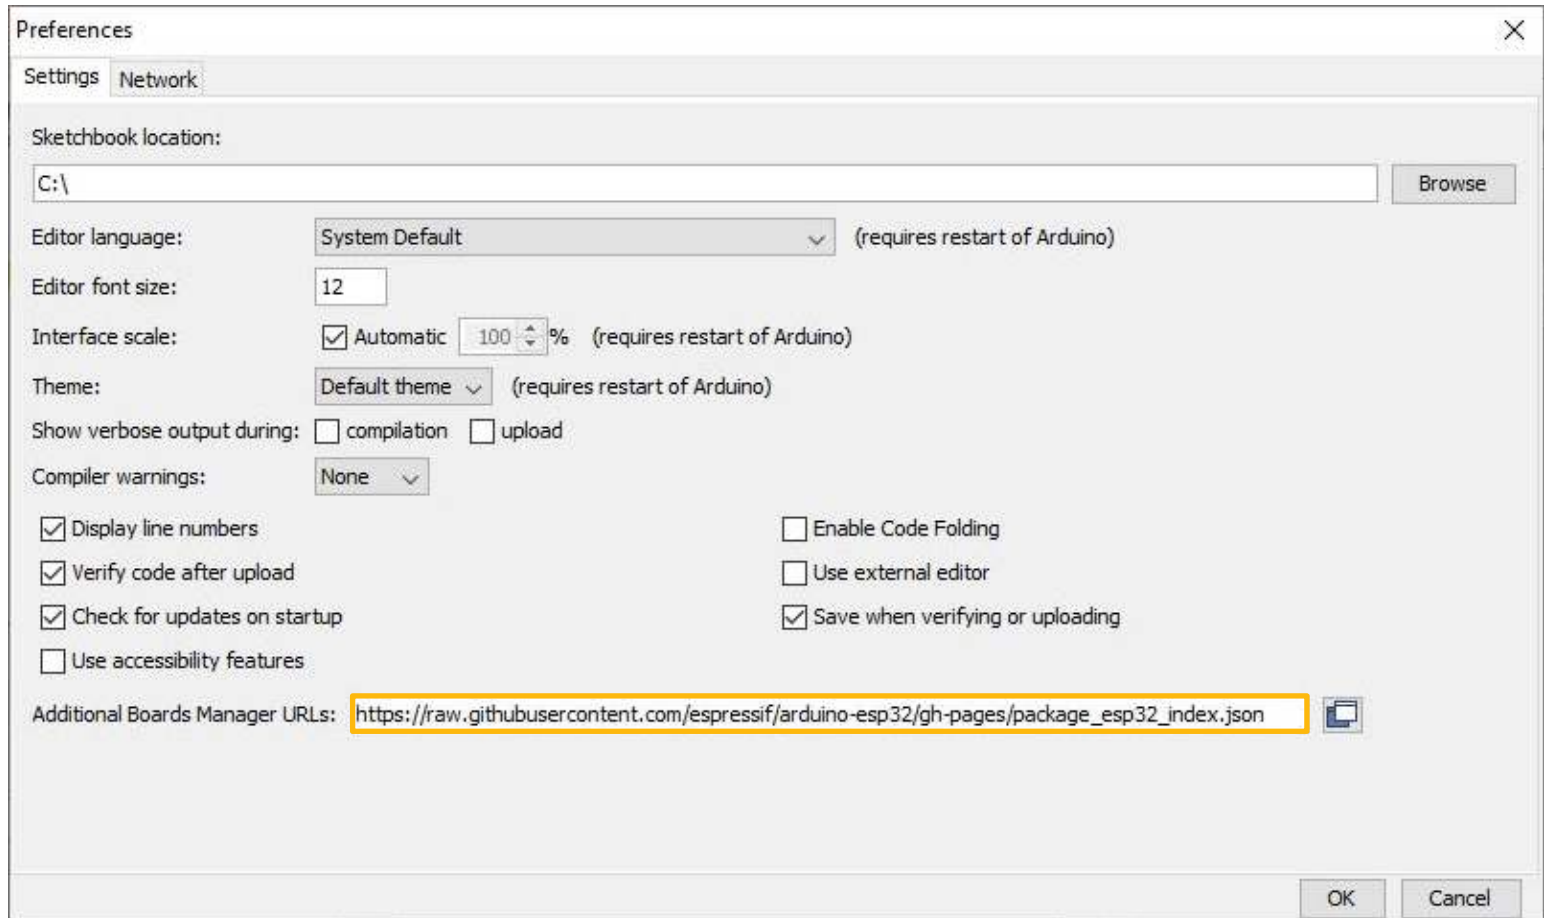 Preferences
Settings Network
Sketchbook location:
C:\ Browse
Editor language: System Default (requires restart of Arduino)
Editor font size: 12
Interface scale: Automatic 100 % (requires restart of Arduino)
Theme: Default theme (requires restart of Arduino)
Show verbose output during: compilation upload
Compiler warnings: None
Display line numbers Enable Code Folding
Verify code after upload Use external editor
Check for updates on startup Save when verifying or uploading
Use accessibility features
Additional Boards Manager URLs: https://raw.githubusercontent.com/espressif/arduino-esp32/gh-pages/package_esp32_index.json
OK Cancel